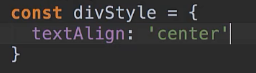 const divStyle = {
  textAlign: 'center'
}